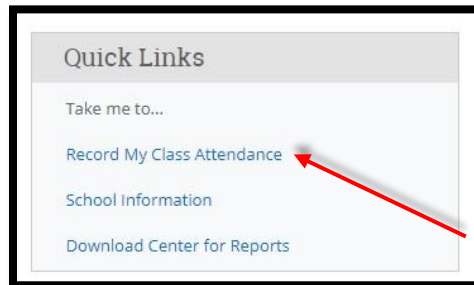 Quick Links
Take me to...
Record My Class Attendance
School Information
Download Center for Reports